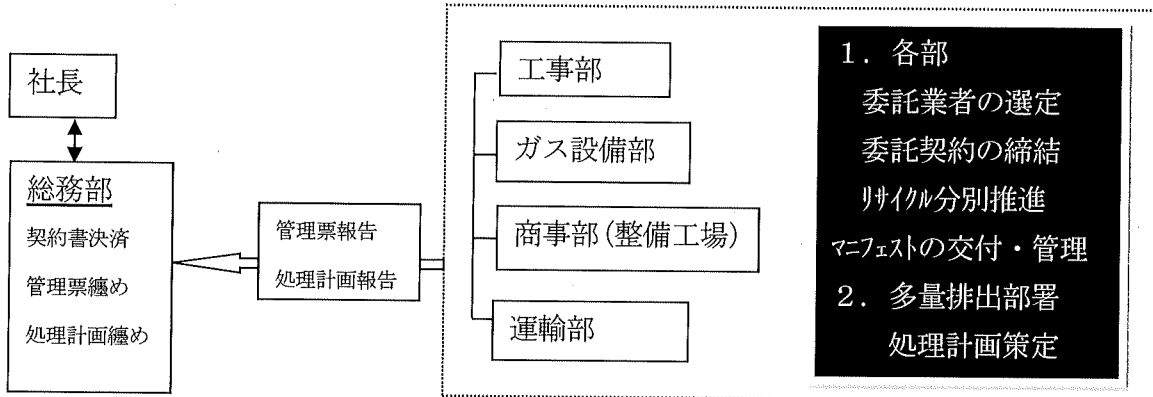 社長
総務部
契約書決済
管理票纏め
処理計画纏め
管理票報告
処理計画報告
工事部
ガス設備部
商事部(整備工場)
運輸部
1．各部
委託業者の選定
委託契約の締結
ﾘｻｲｸﾙ分別推進
ﾏﾆﾌｪｽﾄの交付・管理
2．多量排出部署
処理計画策定